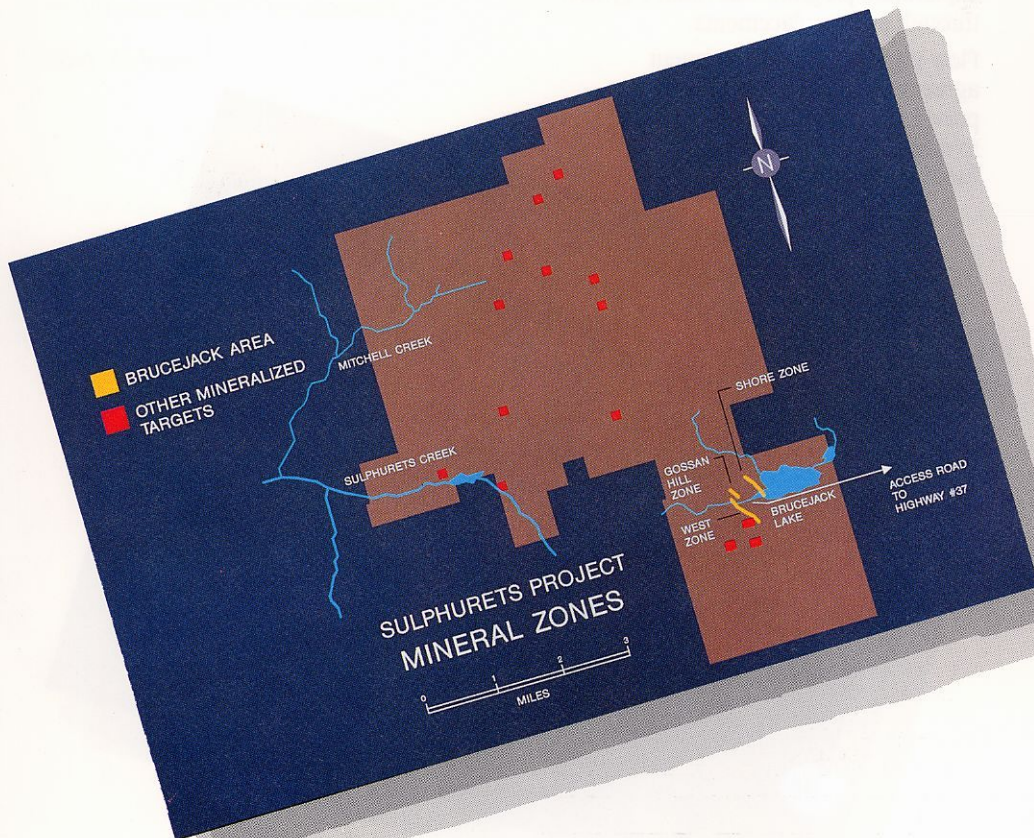 N
BRUCEJACK AREA
OTHER MINERALIZED
TARGETS
MITCHELL CREEK
SULPHURETS CREEK
SHORE ZONE
GOSSAN
HILL
ZONE
WEST
ZONE
BRUCEJACK
LAKE
ACCESS ROAD
TO
HIGHWAY #37
SULPHURETS PROJECT
MINERAL ZONES
0 1 2 3
MILES